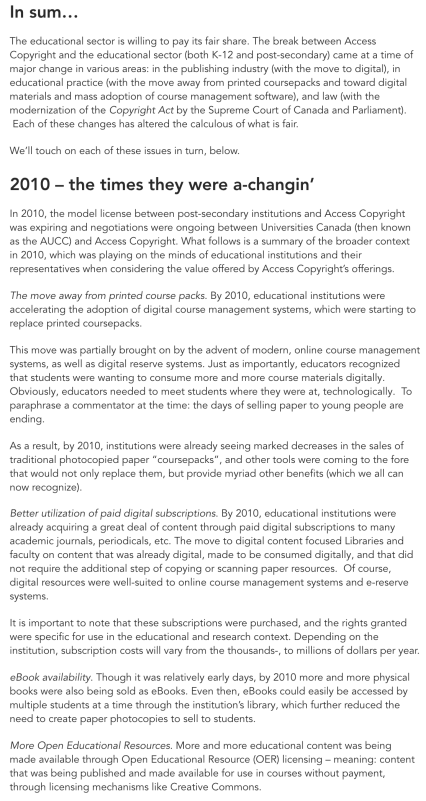 In sum…
The educational sector is willing to pay its fair share. The break between Access
Copyright and the educational sector (both K-12 and post-secondary) came at a time of
major change in various areas: in the publishing industry (with the move to digital), in
educational practice (with the move away from printed coursepacks and toward digital
materials and mass adoption of course management software), and law (with the
modernization of the Copyright Act by the Supreme Court of Canada and Parliament).
Each of these changes has altered the calculous of what is fair.
We'll touch on each of these issues in turn, below.
2010 – the times they were a-changin'
In 2010, the model license between post-secondary institutions and Access Copyright
was expiring and negotiations were ongoing between Universities Canada (then known
as the AUCC) and Access Copyright. What follows is a summary of the broader context
in 2010, which was playing on the minds of educational institutions and their
representatives when considering the value offered by Access Copyright's offerings.
The move away from printed course packs. By 2010, educational institutions were
accelerating the adoption of digital course management systems, which were starting to
replace printed coursepacks.
This move was partially brought on by the advent of modern, online course management
systems, as well as digital reserve systems. Just as importantly, educators recognized
that students were wanting to consume more and more course materials digitally.
Obviously, educators needed to meet students where they were at, technologically. To
paraphrase a commentator at the time: the days of selling paper to young people are
ending.
As a result, by 2010, institutions were already seeing marked decreases in the sales of
traditional photocopied paper "coursepacks", and other tools were coming to the fore
that would not only replace them, but provide myriad other benefits (which we all can
now recognize).
Better utilization of paid digital subscriptions. By 2010, educational institutions were
already acquiring a great deal of content through paid digital subscriptions to many
academic journals, periodicals, etc. The move to digital content focused Libraries and
faculty on content that was already digital, made to be consumed digitally, and that did
not require the additional step of copying or scanning paper resources. Of course,
digital resources were well-suited to online course management systems and e-reserve
systems.
It is important to note that these subscriptions were purchased, and the rights granted
were specific for use in the educational and research context. Depending on the
institution, subscription costs will vary from the thousands-, to millions of dollars per year.
eBook availability. Though it was relatively early days, by 2010 more and more physical
books were also being sold as eBooks. Even then, eBooks could easily be accessed by
multiple students at a time through the institution's library, which further reduced the
need to create paper photocopies to sell to students.
More Open Educational Resources. More and more educational content was being
made available through Open Educational Resource (OER) licensing – meaning: content
that was being published and made available for use in courses without payment,
through licensing mechanisms like Creative Commons.